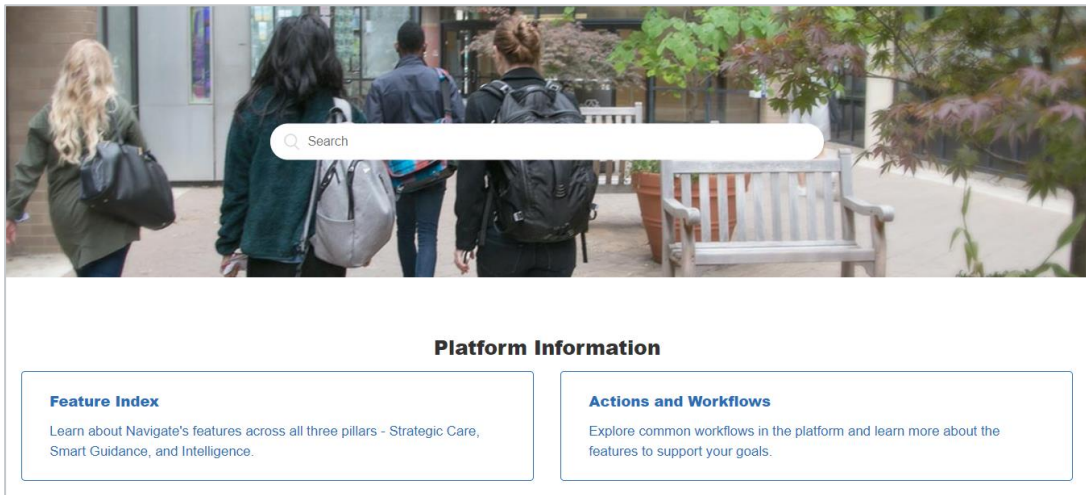 Search
Platform Information
Feature Index
Learn about Navigate's features across all three pillars - Strategic Care,
Smart Guidance, and Intelligence.
Actions and Workflows
Explore common workflows in the platform and learn more about the
features to support your goals.